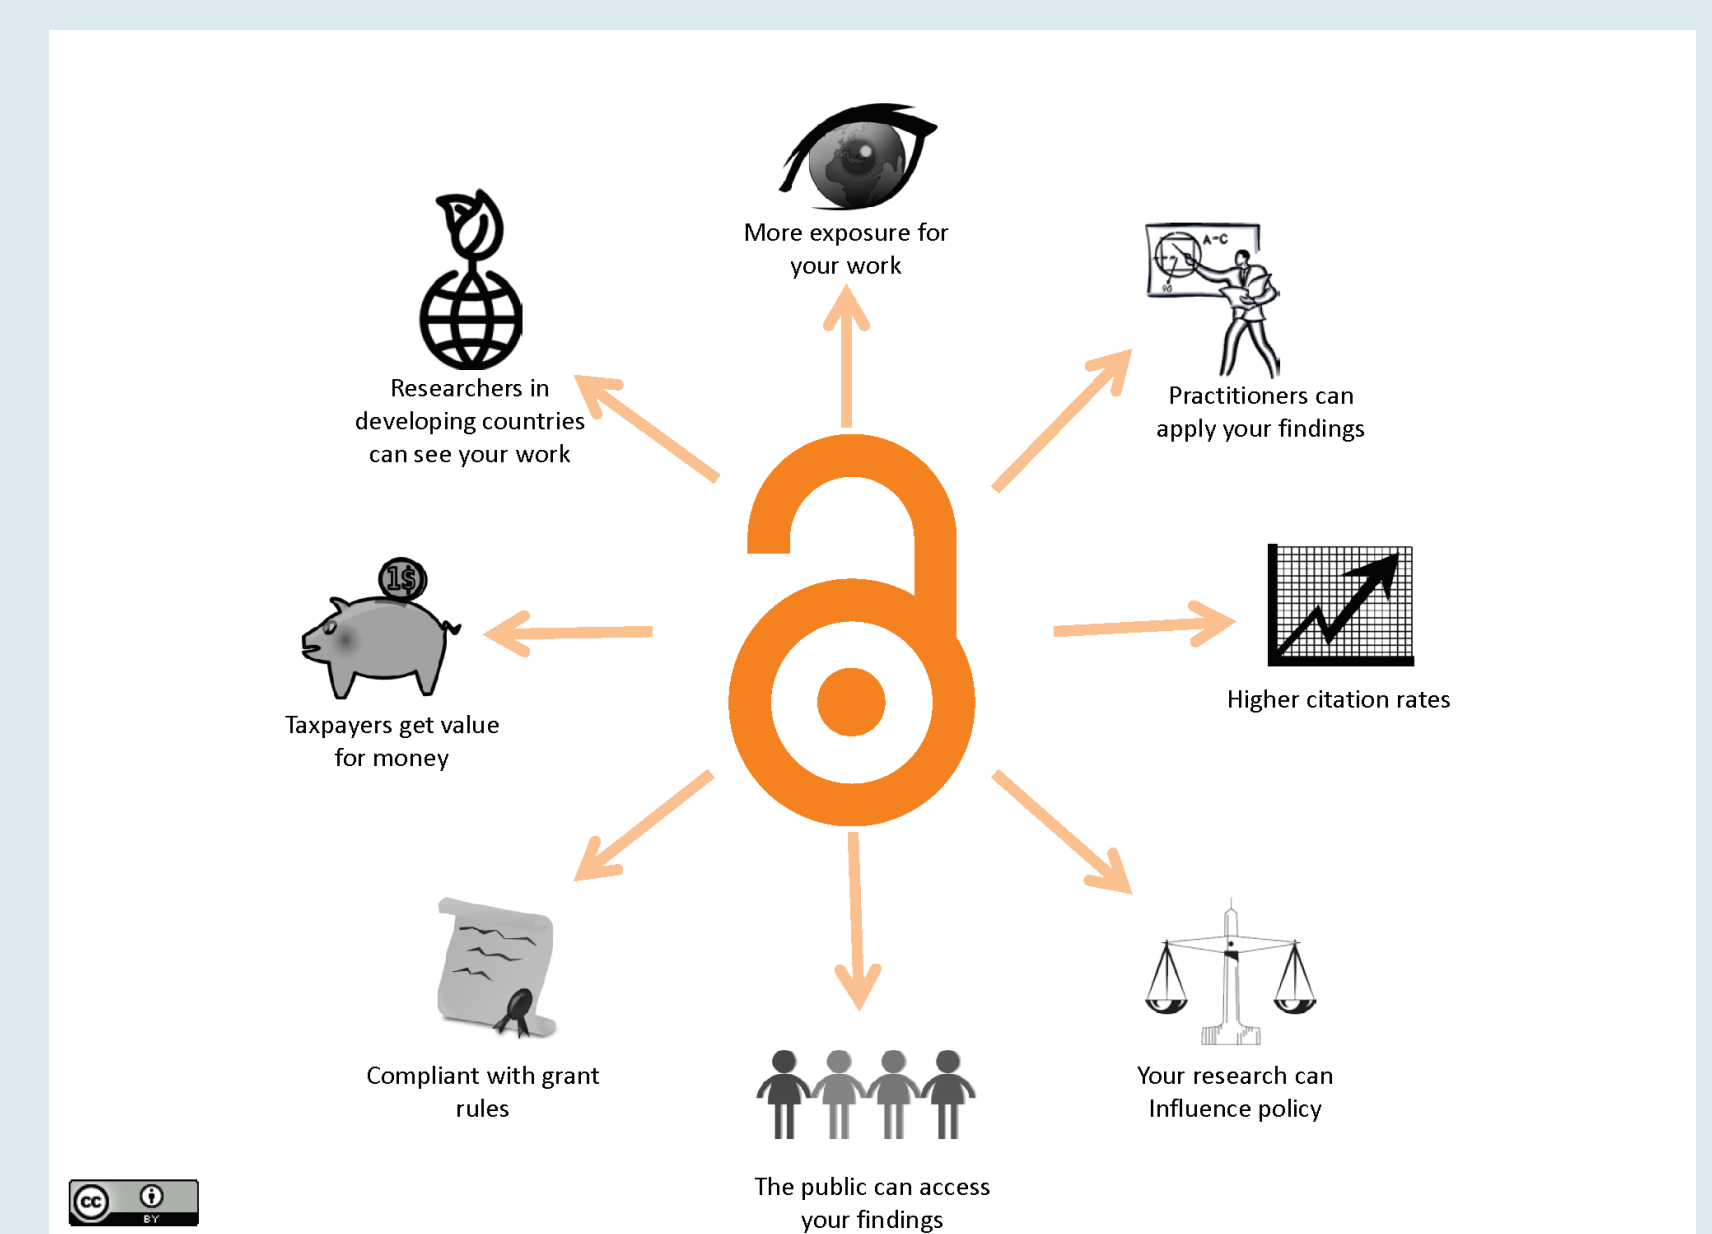 More exposure for
your work
A-C
90
Practitioners can
apply your findings
Researchers in
developing countries
can see your work
1$
Higher citation rates
Taxpayers get value
for money
Compliant with grant
rules
Your research can
Influence policy
The public can access
your findings
cc
BY